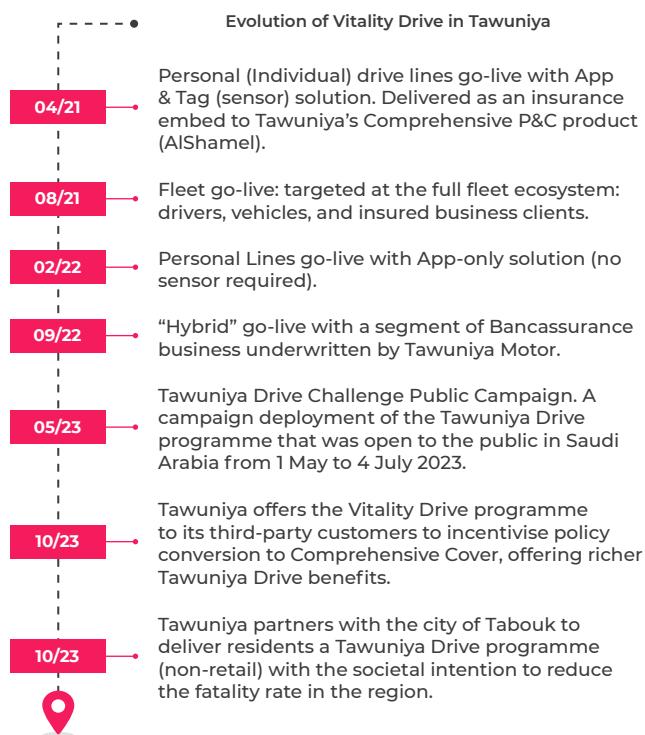 Evolution of Vitality Drive in Tawuniya
04/21
Personal (Individual) drive lines go-live with App
& Tag (sensor) solution. Delivered as an insurance
embed to Tawuniya’s Comprehensive P&C product
(AlShamel).
08/21
Fleet go-live: targeted at the full fleet ecosystem:
drivers, vehicles, and insured business clients.
02/22
Personal Lines go-live with App-only solution (no
sensor required).
09/22
“Hybrid” go-live with a segment of Bancassurance
business underwritten by Tawuniya Motor.
05/23
Tawuniya Drive Challenge Public Campaign. A
campaign deployment of the Tawuniya Drive
programme that was open to the public in Saudi
Arabia from 1 May to 4 July 2023.
10/23
Tawuniya offers the Vitality Drive programme
to its third-party customers to incentivise policy
conversion to Comprehensive Cover, offering richer
Tawuniya Drive benefits.
10/23
Tawuniya partners with the city of Tabouk to
deliver residents a Tawuniya Drive programme
(non-retail) with the societal intention to reduce
the fatality rate in the region.